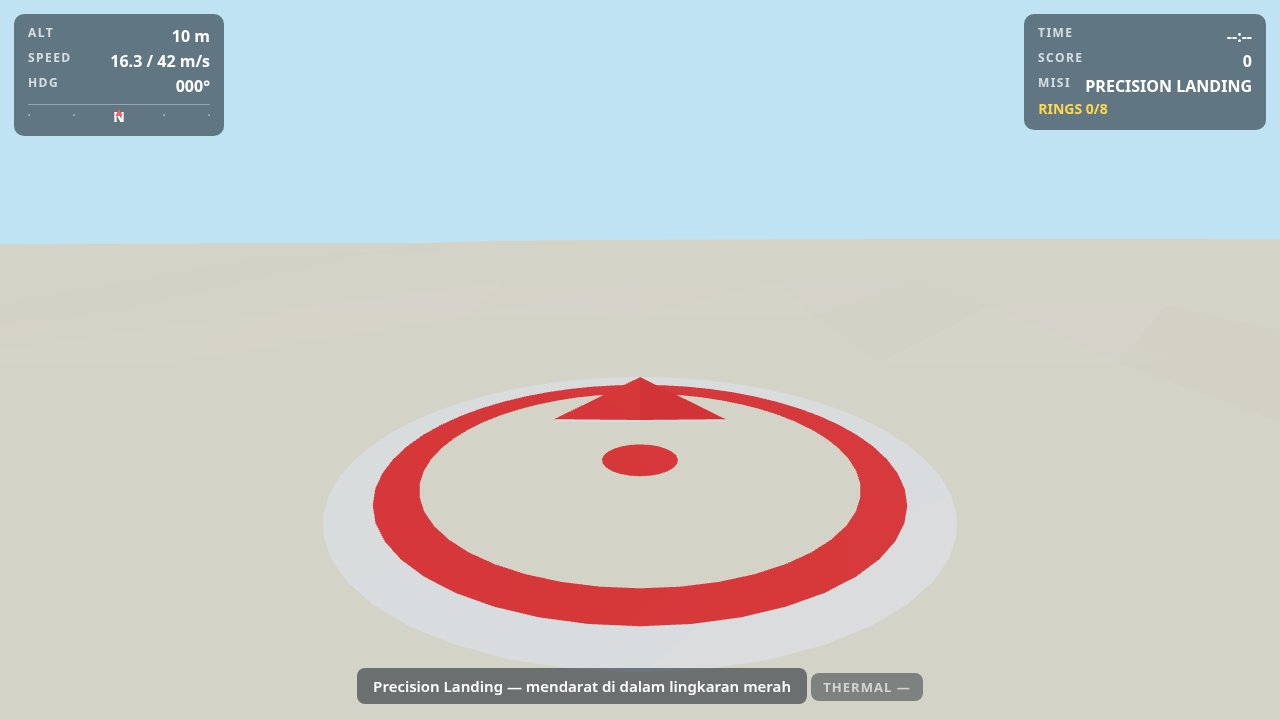 ALT 10 m
SPEED 16.3 / 42 m/s
HDG 000°
N
TIME --:--
SCORE 0
MISI PRECISION LANDING
RINGS 0/8
Precision Landing — mendarat di dalam lingkaran merah
THERMAL —